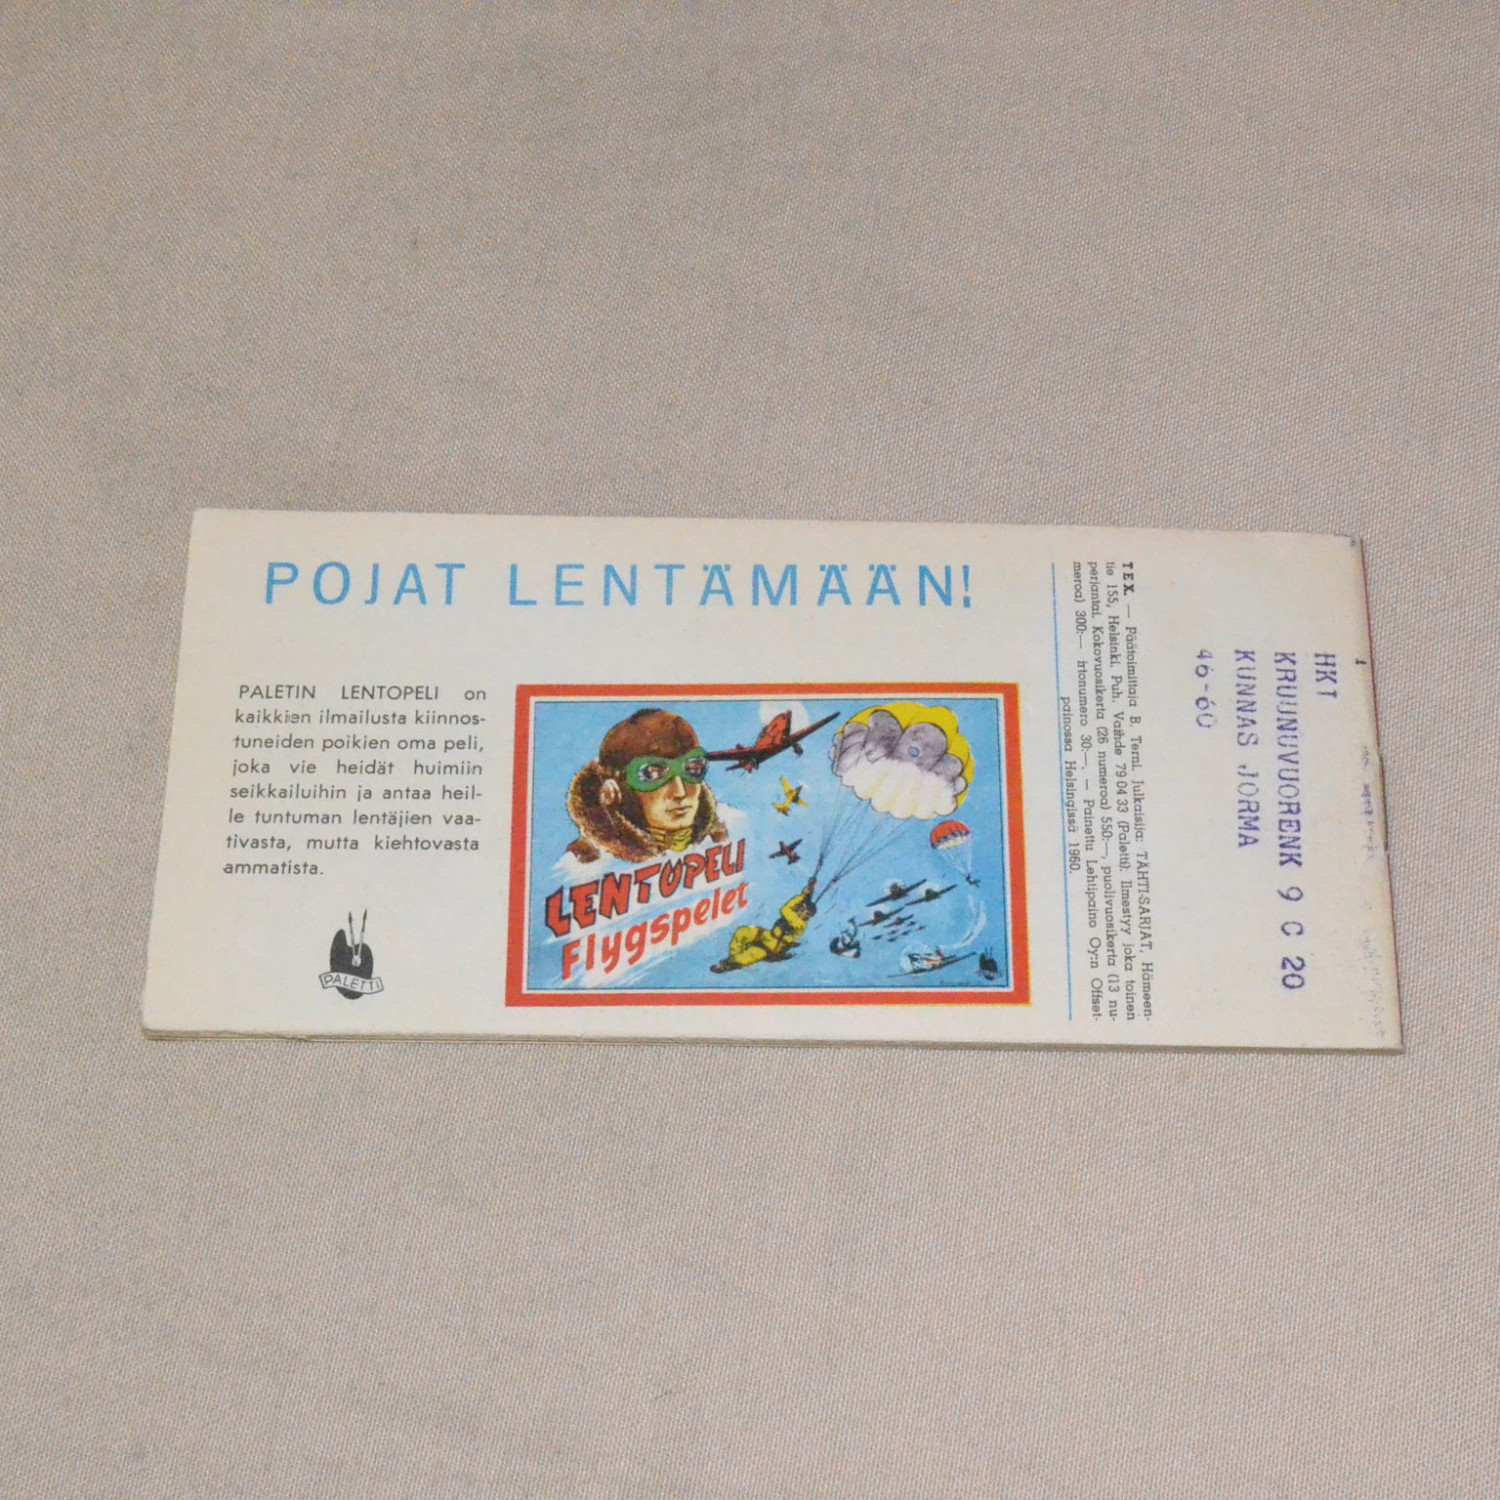 POJAT LENTÄMÄÄN!
PALETIN LENTOPELI on
kaikkien ilmailusta kiinnos-
tuneiden poikien oma peli,
joka vie heidät huimiin
seikkailuihin ja antaa heil-
le tuntuman lentäjien vaa-
tivasta, mutta kiehtovasta
ammatista.
PALETTI
LENTOPELI
Flygspelet
TEX. — Päätoimittaja B. Terni. Julkaisija: TÄHTI-SARJAT, Hämeen-
tie 155, Helsinki. Puh. Vaihde 79 04 33 (Paletti). Ilmestyy joka toinen
perjantai. Kokovuosikerta (26 numeroa) 550:—, puolivuosikerta (13 nu-
meroa) 300:— irtonumero 30:—. — Painettu Lehtipaino Oy:n Offset-
painossa Helsingissä 1960.
1
HKI
KRUUNUVUORENK 9 C 20
KUNNAS JORMA
46-60